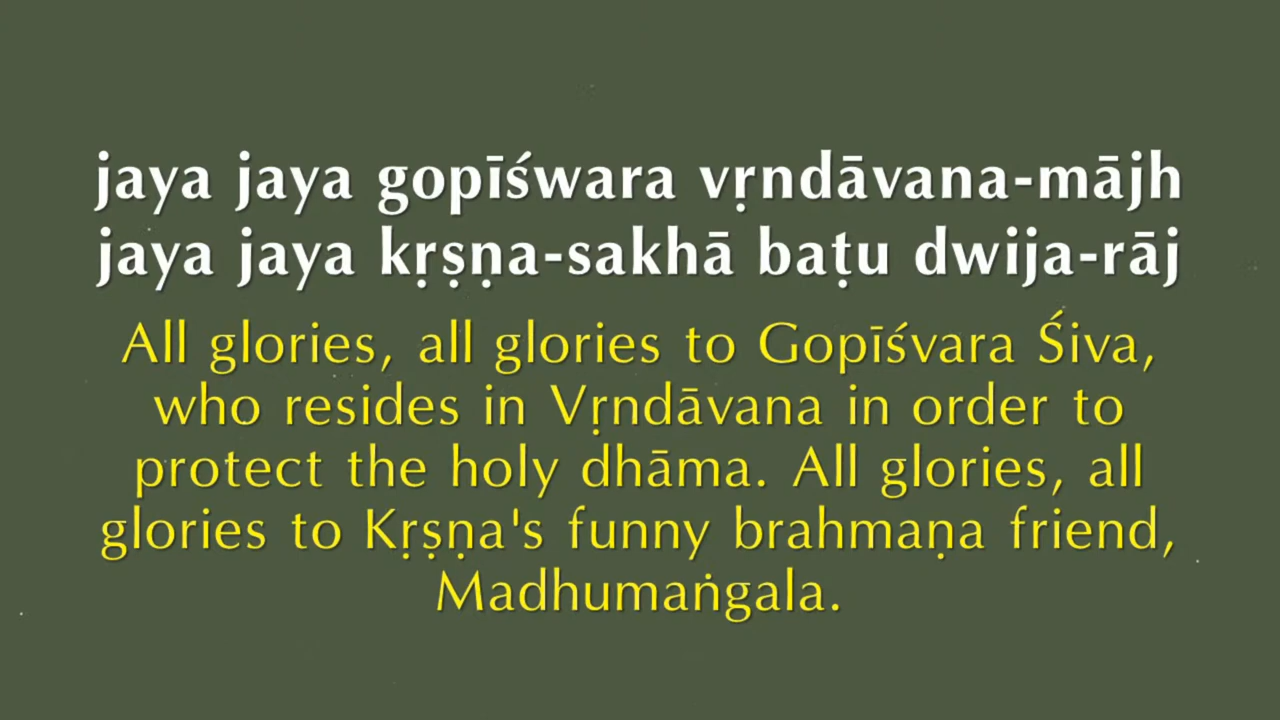 jaya jaya gopīśwara vṛndāvana-mājh
jaya jaya kṛṣṇa-sakhā baṭu dwija-rāj
All glories, all glories to Gopīśvara Śiva,
who resides in Vṛndāvana in order to
protect the holy dhāma. All glories, all
glories to Kṛṣṇa's funny brahmaṇa friend,
Madhumaṅgala.